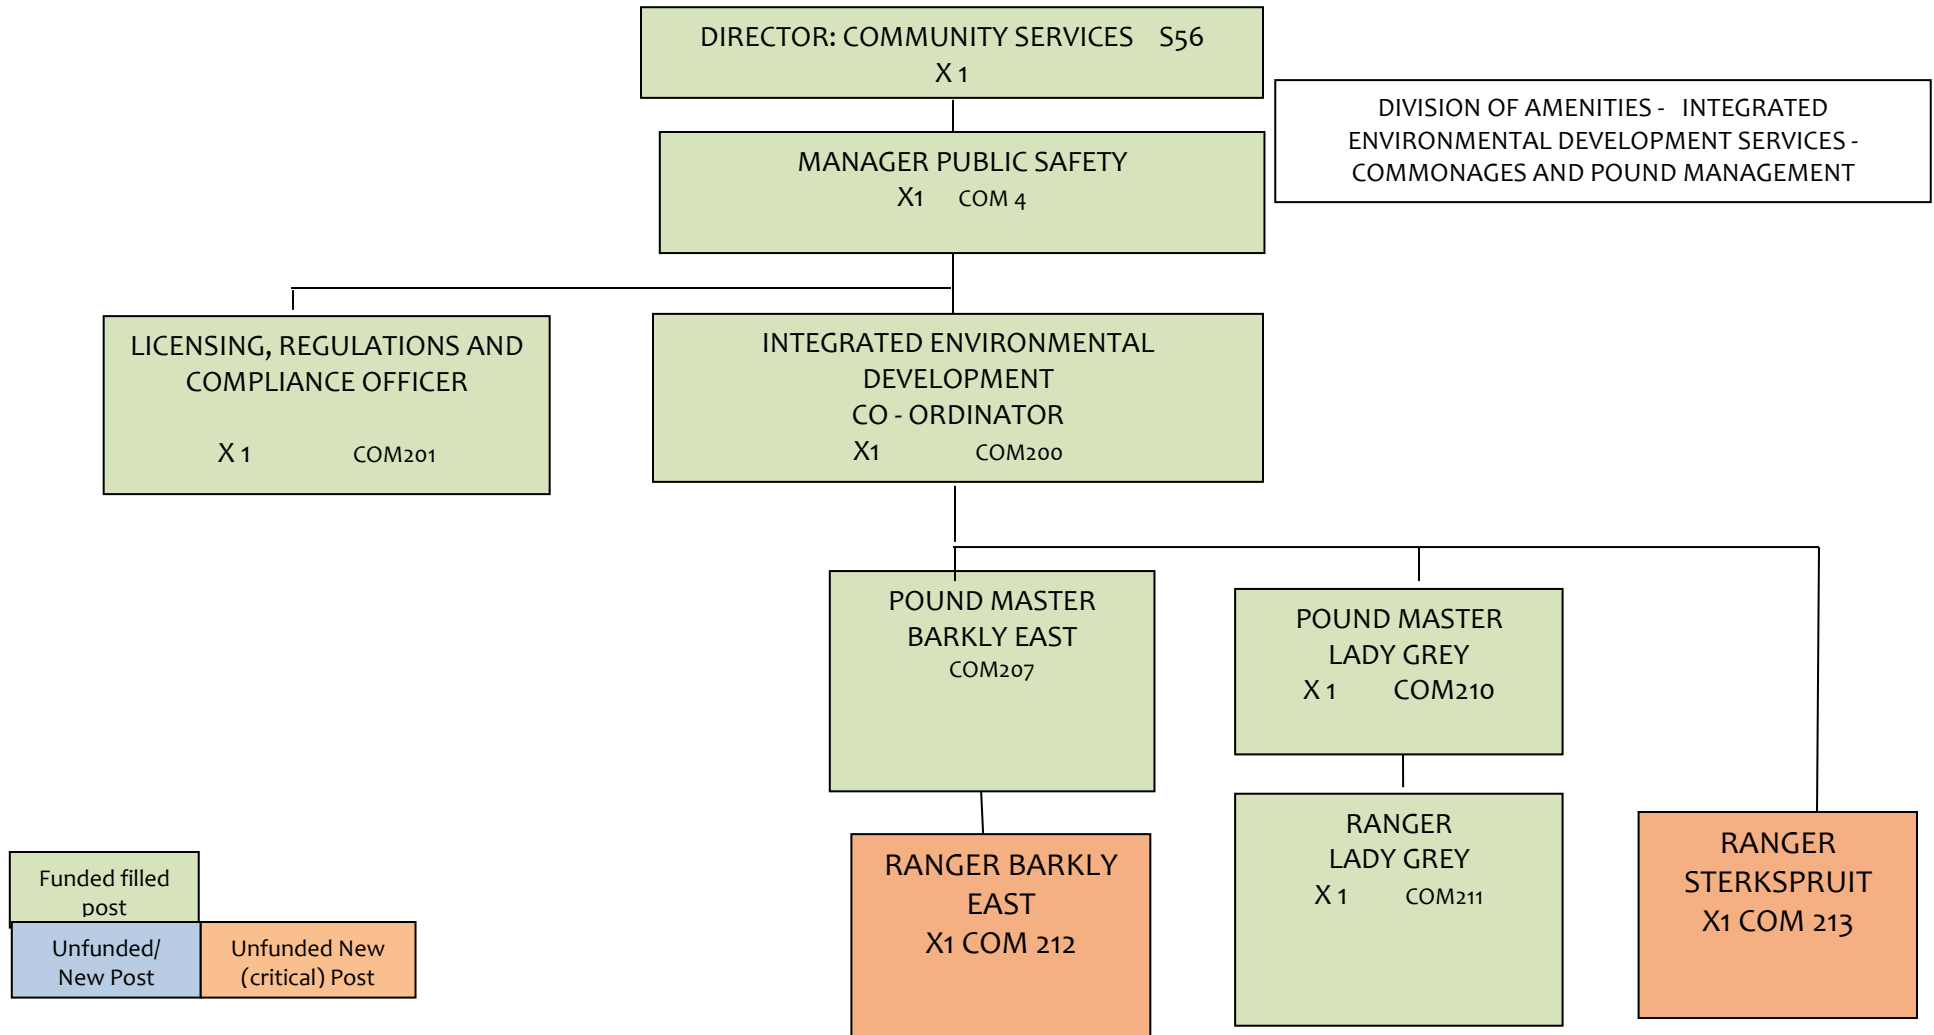 DIRECTOR: COMMUNITY SERVICES S56
X 1
DIVISION OF AMENITIES - INTEGRATED
ENVIRONMENTAL DEVELOPMENT SERVICES -
COMMONAGES AND POUND MANAGEMENT
MANAGER PUBLIC SAFETY
X1 COM 4
LICENSING, REGULATIONS AND
COMPLIANCE OFFICER
X 1 COM201
INTEGRATED ENVIRONMENTAL
DEVELOPMENT
CO - ORDINATOR
X1 COM200
POUND MASTER
BARKLY EAST
COM207
POUND MASTER
LADY GREY
X 1 COM210
RANGER BARKLY
EAST
X1 COM 212
RANGER
LADY GREY
X 1 COM211
RANGER
STERKSPRUIT
X1 COM 213
Funded filled
post
Unfunded/
New Post
Unfunded New
(critical) Post